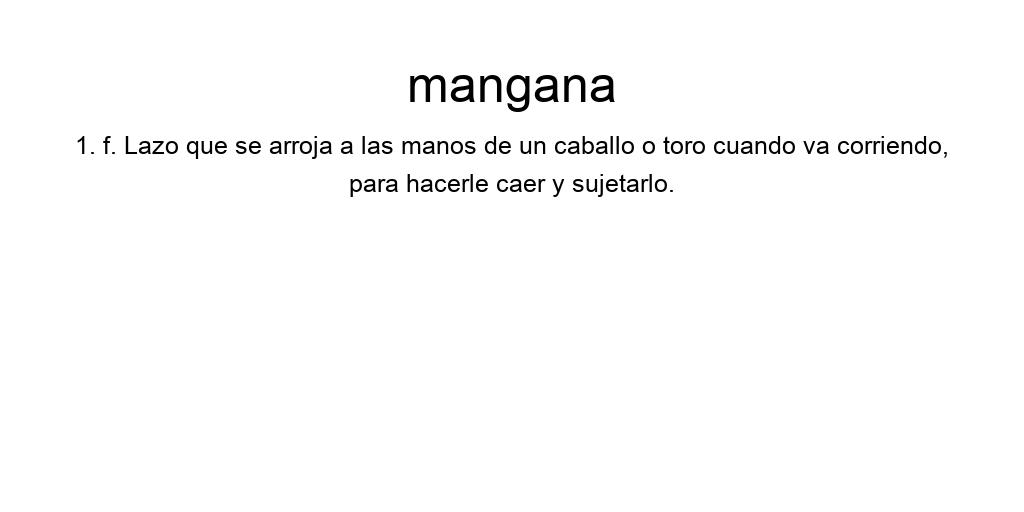 mangana
1. f. Lazo que se arroja a las manos de un caballo o toro cuando va corriendo,
para hacerle caer y sujetarlo.